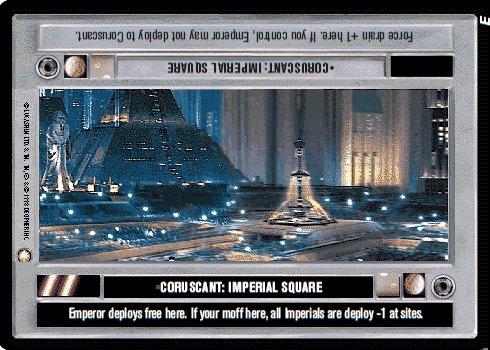 Force drain +1 here. If you control, Emperor may not deploy to Coruscant.
•CORUSCANT: IMPERIAL SQUARE
•CORUSCANT: IMPERIAL SQUARE
Emperor deploys free here. If your moff here, all Imperials are deploy -1 at sites.
E